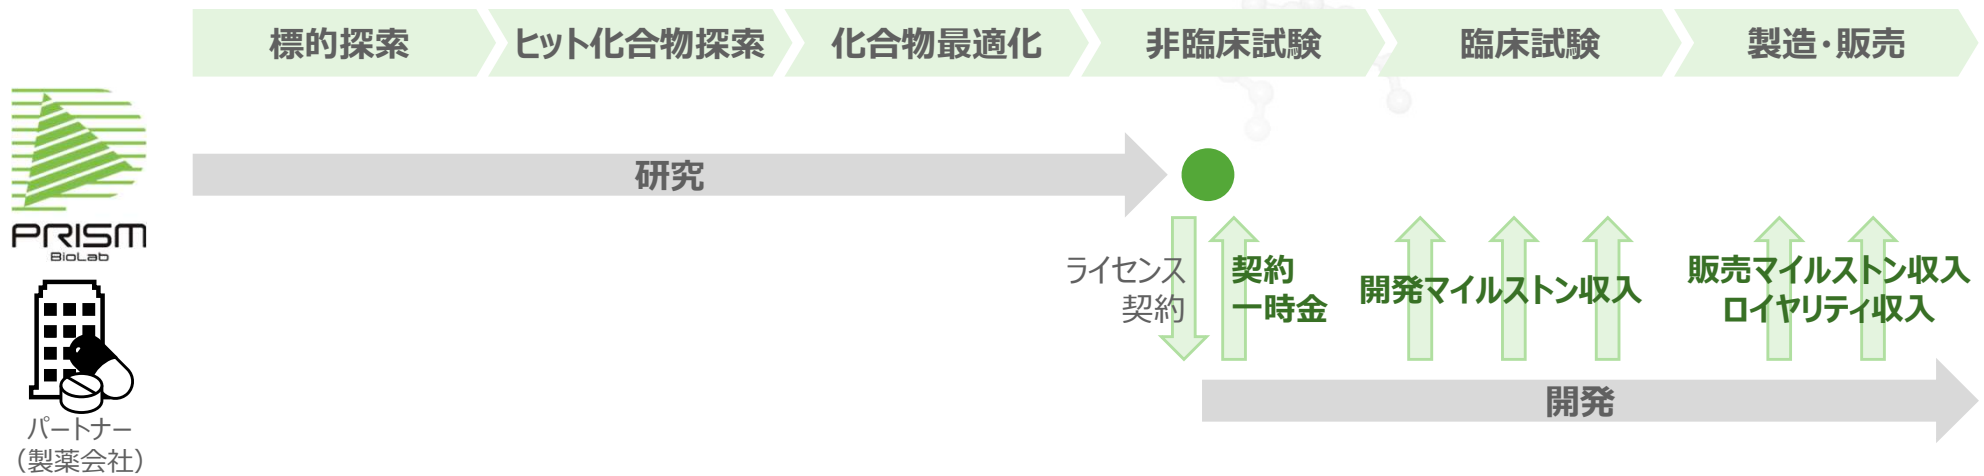 標的探索
ヒット化合物探索
化合物最適化
非臨床試験
臨床試験
製造・販売
PRISM
BioLab
研究
ライセンス
契約
契約
一時金
開発マイルストン収入
販売マイルストン収入
ロイヤリティ収入
開発
パートナー
（製薬会社）